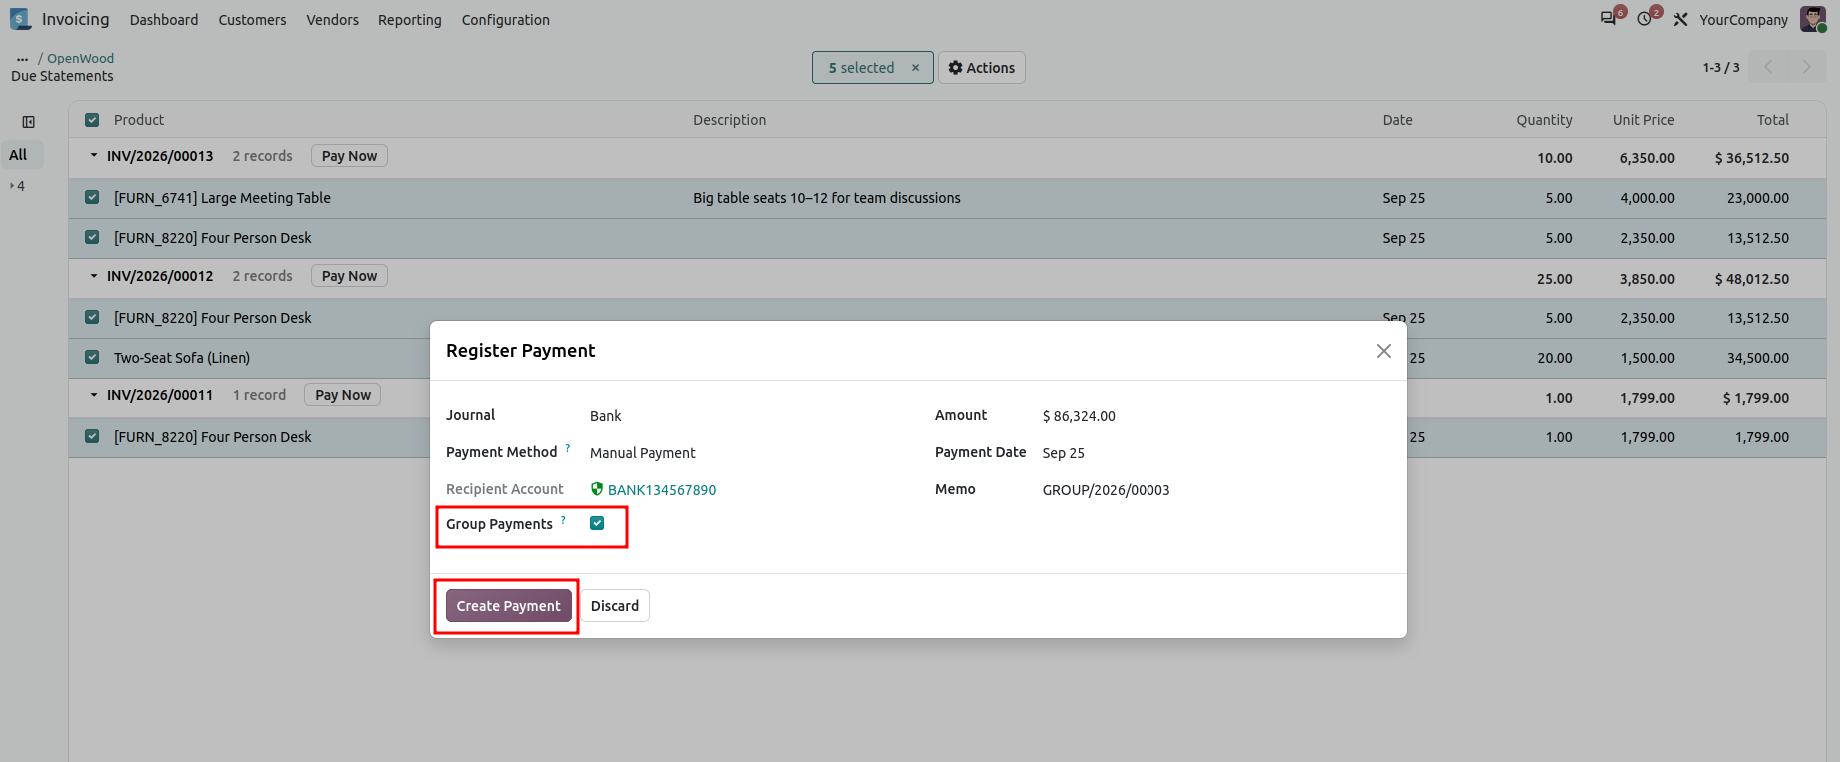 Invoicing Dashboard Customers Vendors Reporting Configuration 6 2 YourCompany
... / OpenWood
Due Statements
5 selected × Actions 1-3 / 3
Product Description Date Quantity Unit Price Total
All
4
INV/2026/00013 2 records Pay Now 10.00 6,350.00 $ 36,512.50
[FURN_6741] Large Meeting Table Big table seats 10–12 for team discussions Sep 25 5.00 4,000.00 23,000.00
[FURN_8220] Four Person Desk Sep 25 5.00 2,350.00 13,512.50
INV/2026/00012 2 records Pay Now 25.00 3,850.00 $ 48,012.50
[FURN_8220] Four Person Desk Sep 25 5.00 2,350.00 13,512.50
Two-Seat Sofa (Linen) 25 20.00 1,500.00 34,500.00
INV/2026/00011 1 record Pay Now 1.00 1,799.00 $ 1,799.00
[FURN_8220] Four Person Desk 25 1.00 1,799.00 1,799.00
Register Payment
Journal Bank Amount $ 86,324.00
Payment Method ? Manual Payment Payment Date Sep 25
Recipient Account BANK134567890 Memo GROUP/2026/00003
Group Payments ?
Create Payment Discard